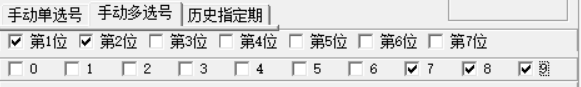 手动单选号 手动多选号 历史指定期
第1位 第2位 第3位 第4位 第5位 第6位 第7位
0 1 2 3 4 5 6 7 8 9